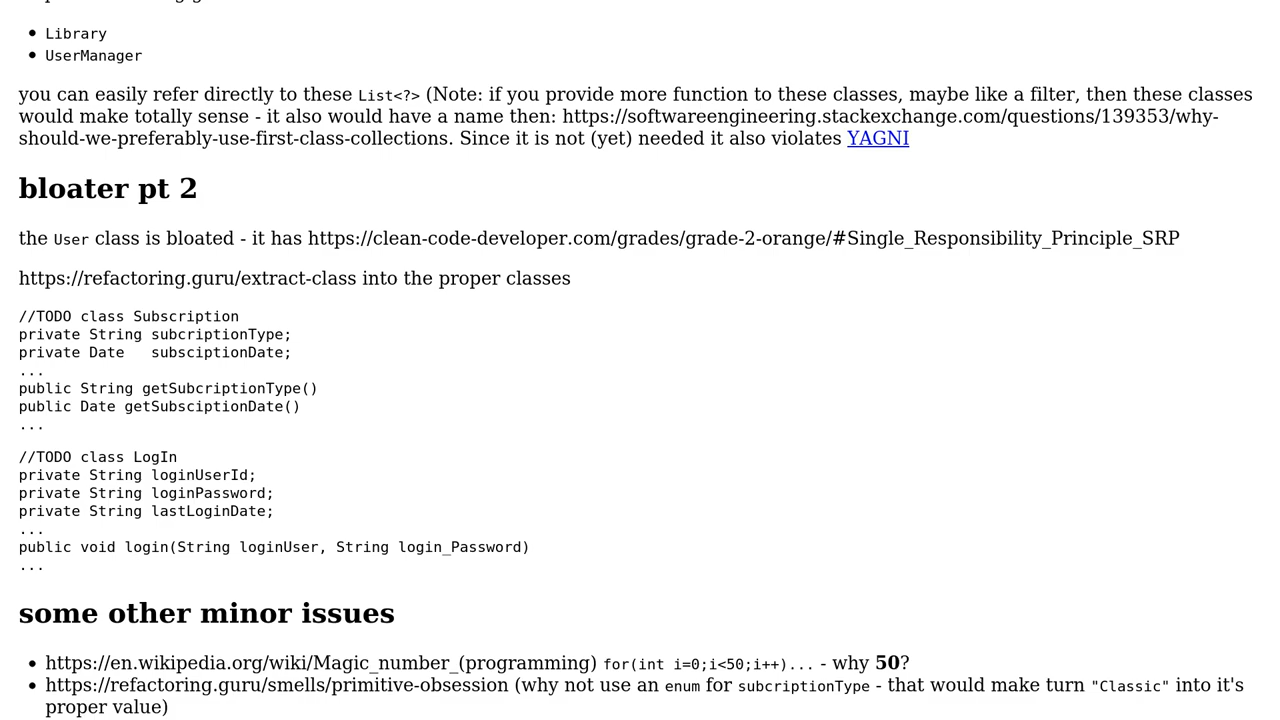 Library
UserManager
you can easily refer directly to these List<?> (Note: if you provide more function to these classes, maybe like a filter, then these classes
would make totally sense - it also would have a name then: https://softwareengineering.stackexchange.com/questions/139353/why-
should-we-preferably-use-first-class-collections. Since it is not (yet) needed it also violates YAGNI
bloater pt 2
the User class is bloated - it has https://clean-code-developer.com/grades/grade-2-orange/#Single_Responsibility_Principle_SRP
https://refactoring.guru/extract-class into the proper classes
//TODO class Subscription
private String subcriptionType;
private Date   subsciptionDate;
...
public String getSubcriptionType()
public Date getSubsciptionDate()
...
//TODO class LogIn
private String loginUserId;
private String loginPassword;
private String lastLoginDate;
...
public void login(String loginUser, String login_Password)
...
some other minor issues
https://en.wikipedia.org/wiki/Magic_number_(programming) for(int i=0;i<50;i++)... - why 50?
https://refactoring.guru/smells/primitive-obsession (why not use an enum for subcriptionType - that would make turn "Classic" into it's
proper value)